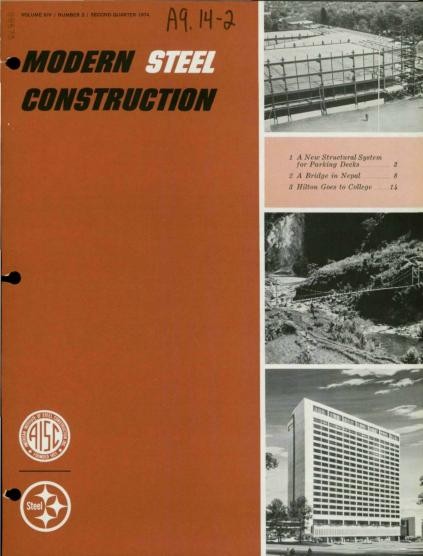 VOLUME XIV / NUMBER 2 / SECOND QUARTER 1974
A9.14-2
MODERN STEEL
CONSTRUCTION
1 A New Structural System
for Parking Decks 2
2 A Bridge in Nepal 8
3 Hilton Goes to College 14
AISC
Steel